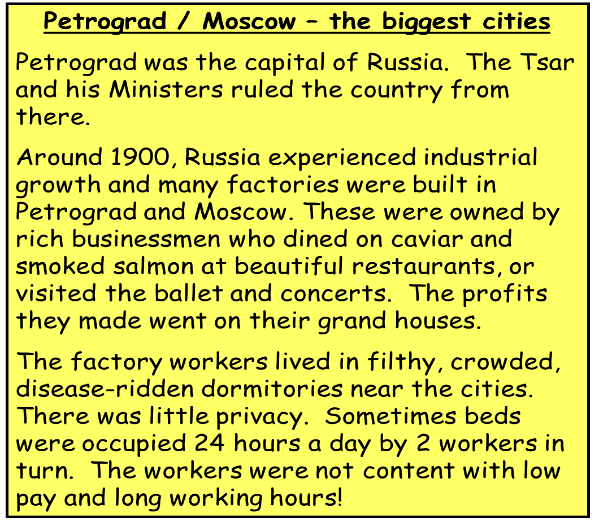 Petrograd / Moscow – the biggest cities
Petrograd was the capital of Russia.  The Tsar
and his Ministers ruled the country from
there.
Around 1900, Russia experienced industrial
growth and many factories were built in
Petrograd and Moscow. These were owned by
rich businessmen who dined on caviar and
smoked salmon at beautiful restaurants, or
visited the ballet and concerts.  The profits
they made went on their grand houses.
The factory workers lived in filthy, crowded,
disease-ridden dormitories near the cities.
There was little privacy.  Sometimes beds
were occupied 24 hours a day by 2 workers in
turn.  The workers were not content with low
pay and long working hours!